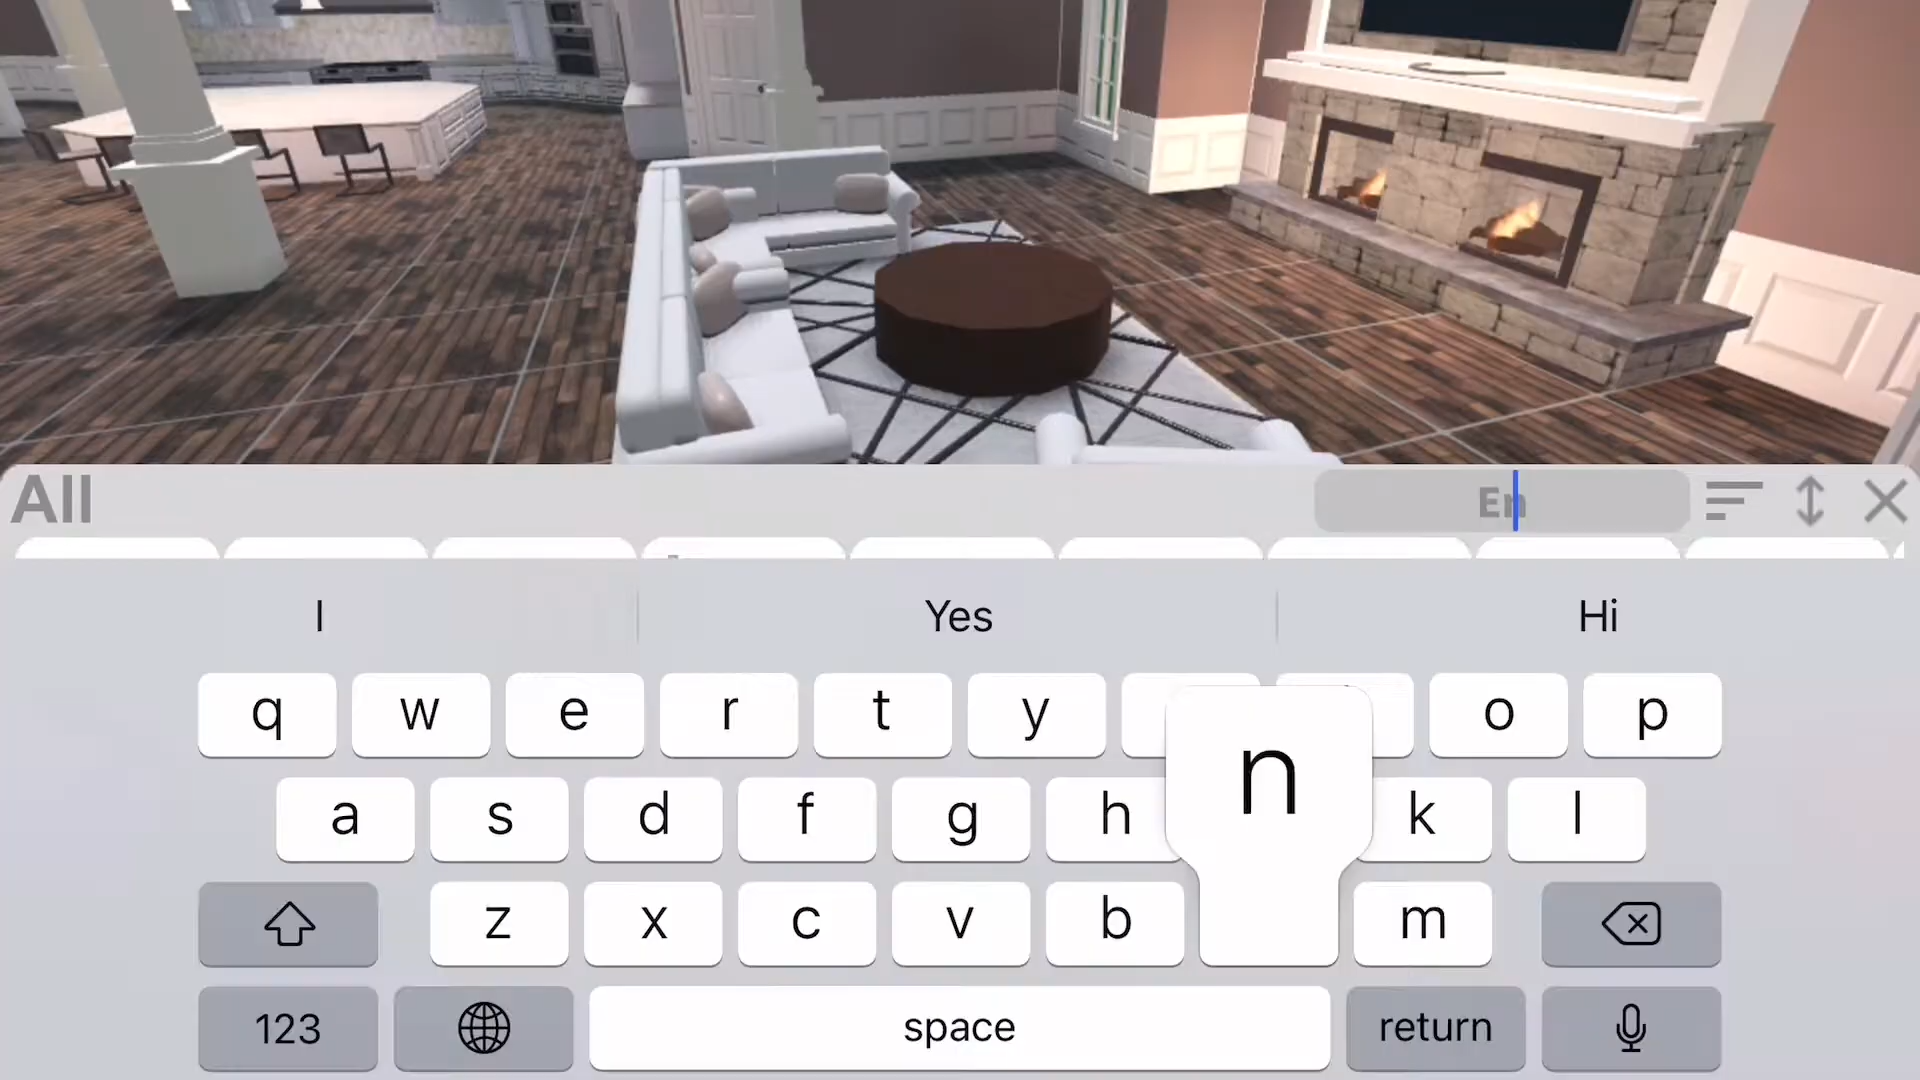 All
En
I Yes Hi
q w e r t y o p
n
a s d f g h k l
z x c v b m
123 space return